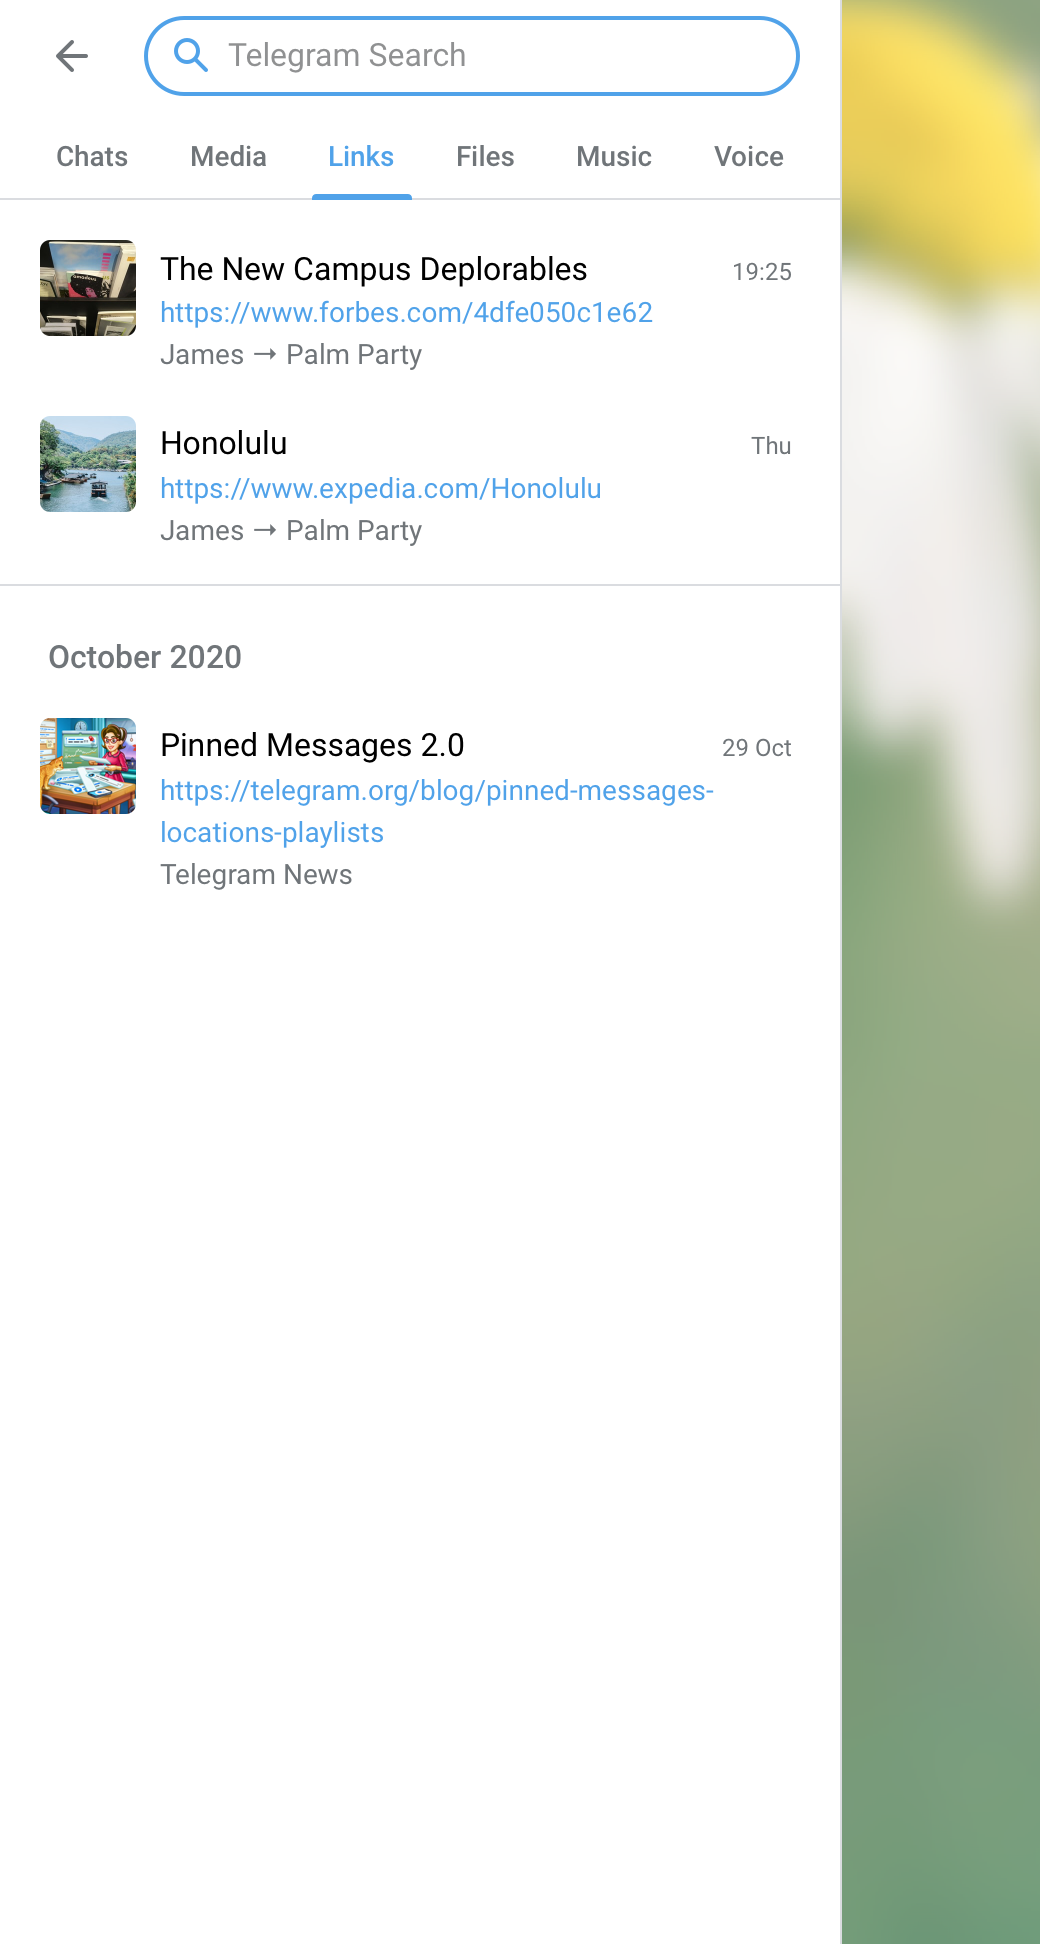 Telegram Search
Chats Media Links Files Music Voice
The New Campus Deplorables 19:25
https://www.forbes.com/4dfe050c1e62
James → Palm Party
Honolulu Thu
https://www.expedia.com/Honolulu
James → Palm Party
October 2020
Pinned Messages 2.0 29 Oct
https://telegram.org/blog/pinned-messages-
locations-playlists
Telegram News